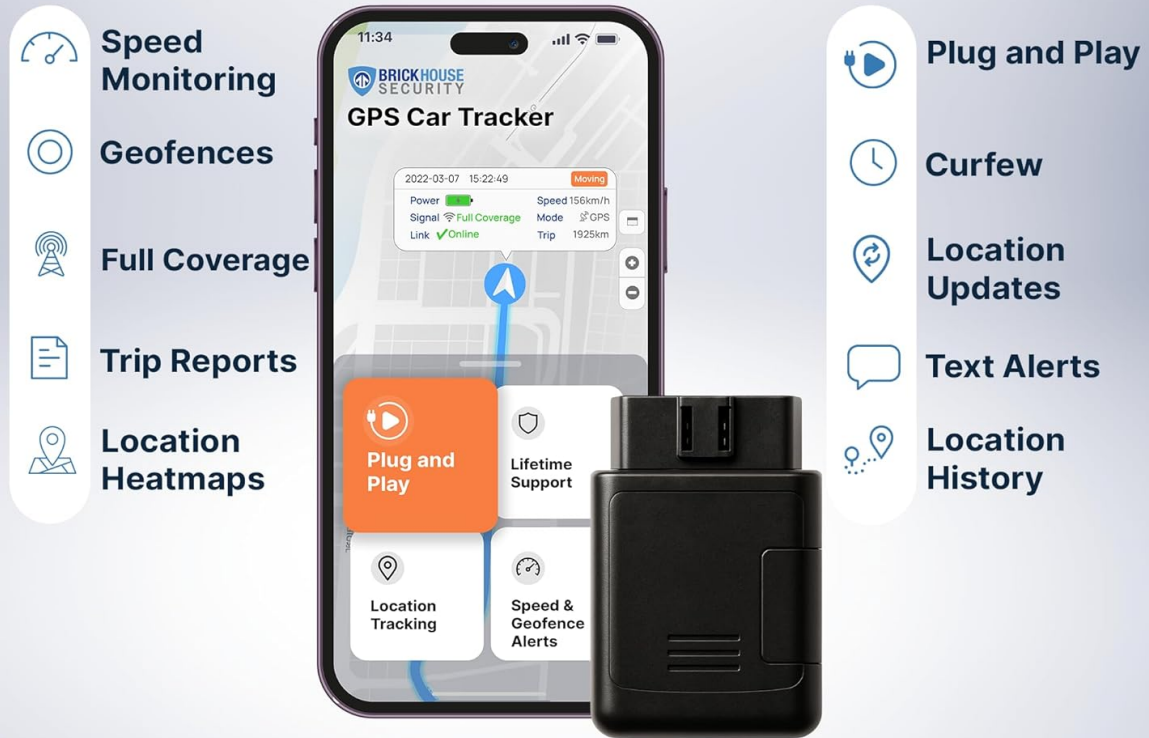 Speed
Monitoring
Geofences
Full Coverage
Trip Reports
Location
Heatmaps
11:34
BRICKHOUSE
SECURITY
GPS Car Tracker
2022-03-07 15:22:49 Moving
Power Speed 156km/h
Signal Full Coverage Mode GPS
Link Online Trip 1925km
Plug and
Play
Lifetime
Support
Location
Tracking
Speed &
Geofence
Alerts
Plug and Play
Curfew
Location
Updates
Text Alerts
Location
History